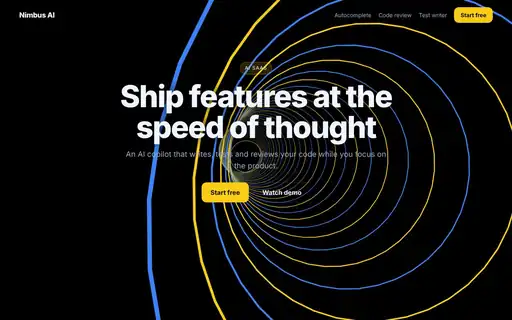 Nimbus AI
Autocomplete Code review Test writer Start free
AI SAAS
Ship features at the
speed of thought
An AI copilot that writes, tests and reviews your code while you focus on
the product.
Start free Watch demo